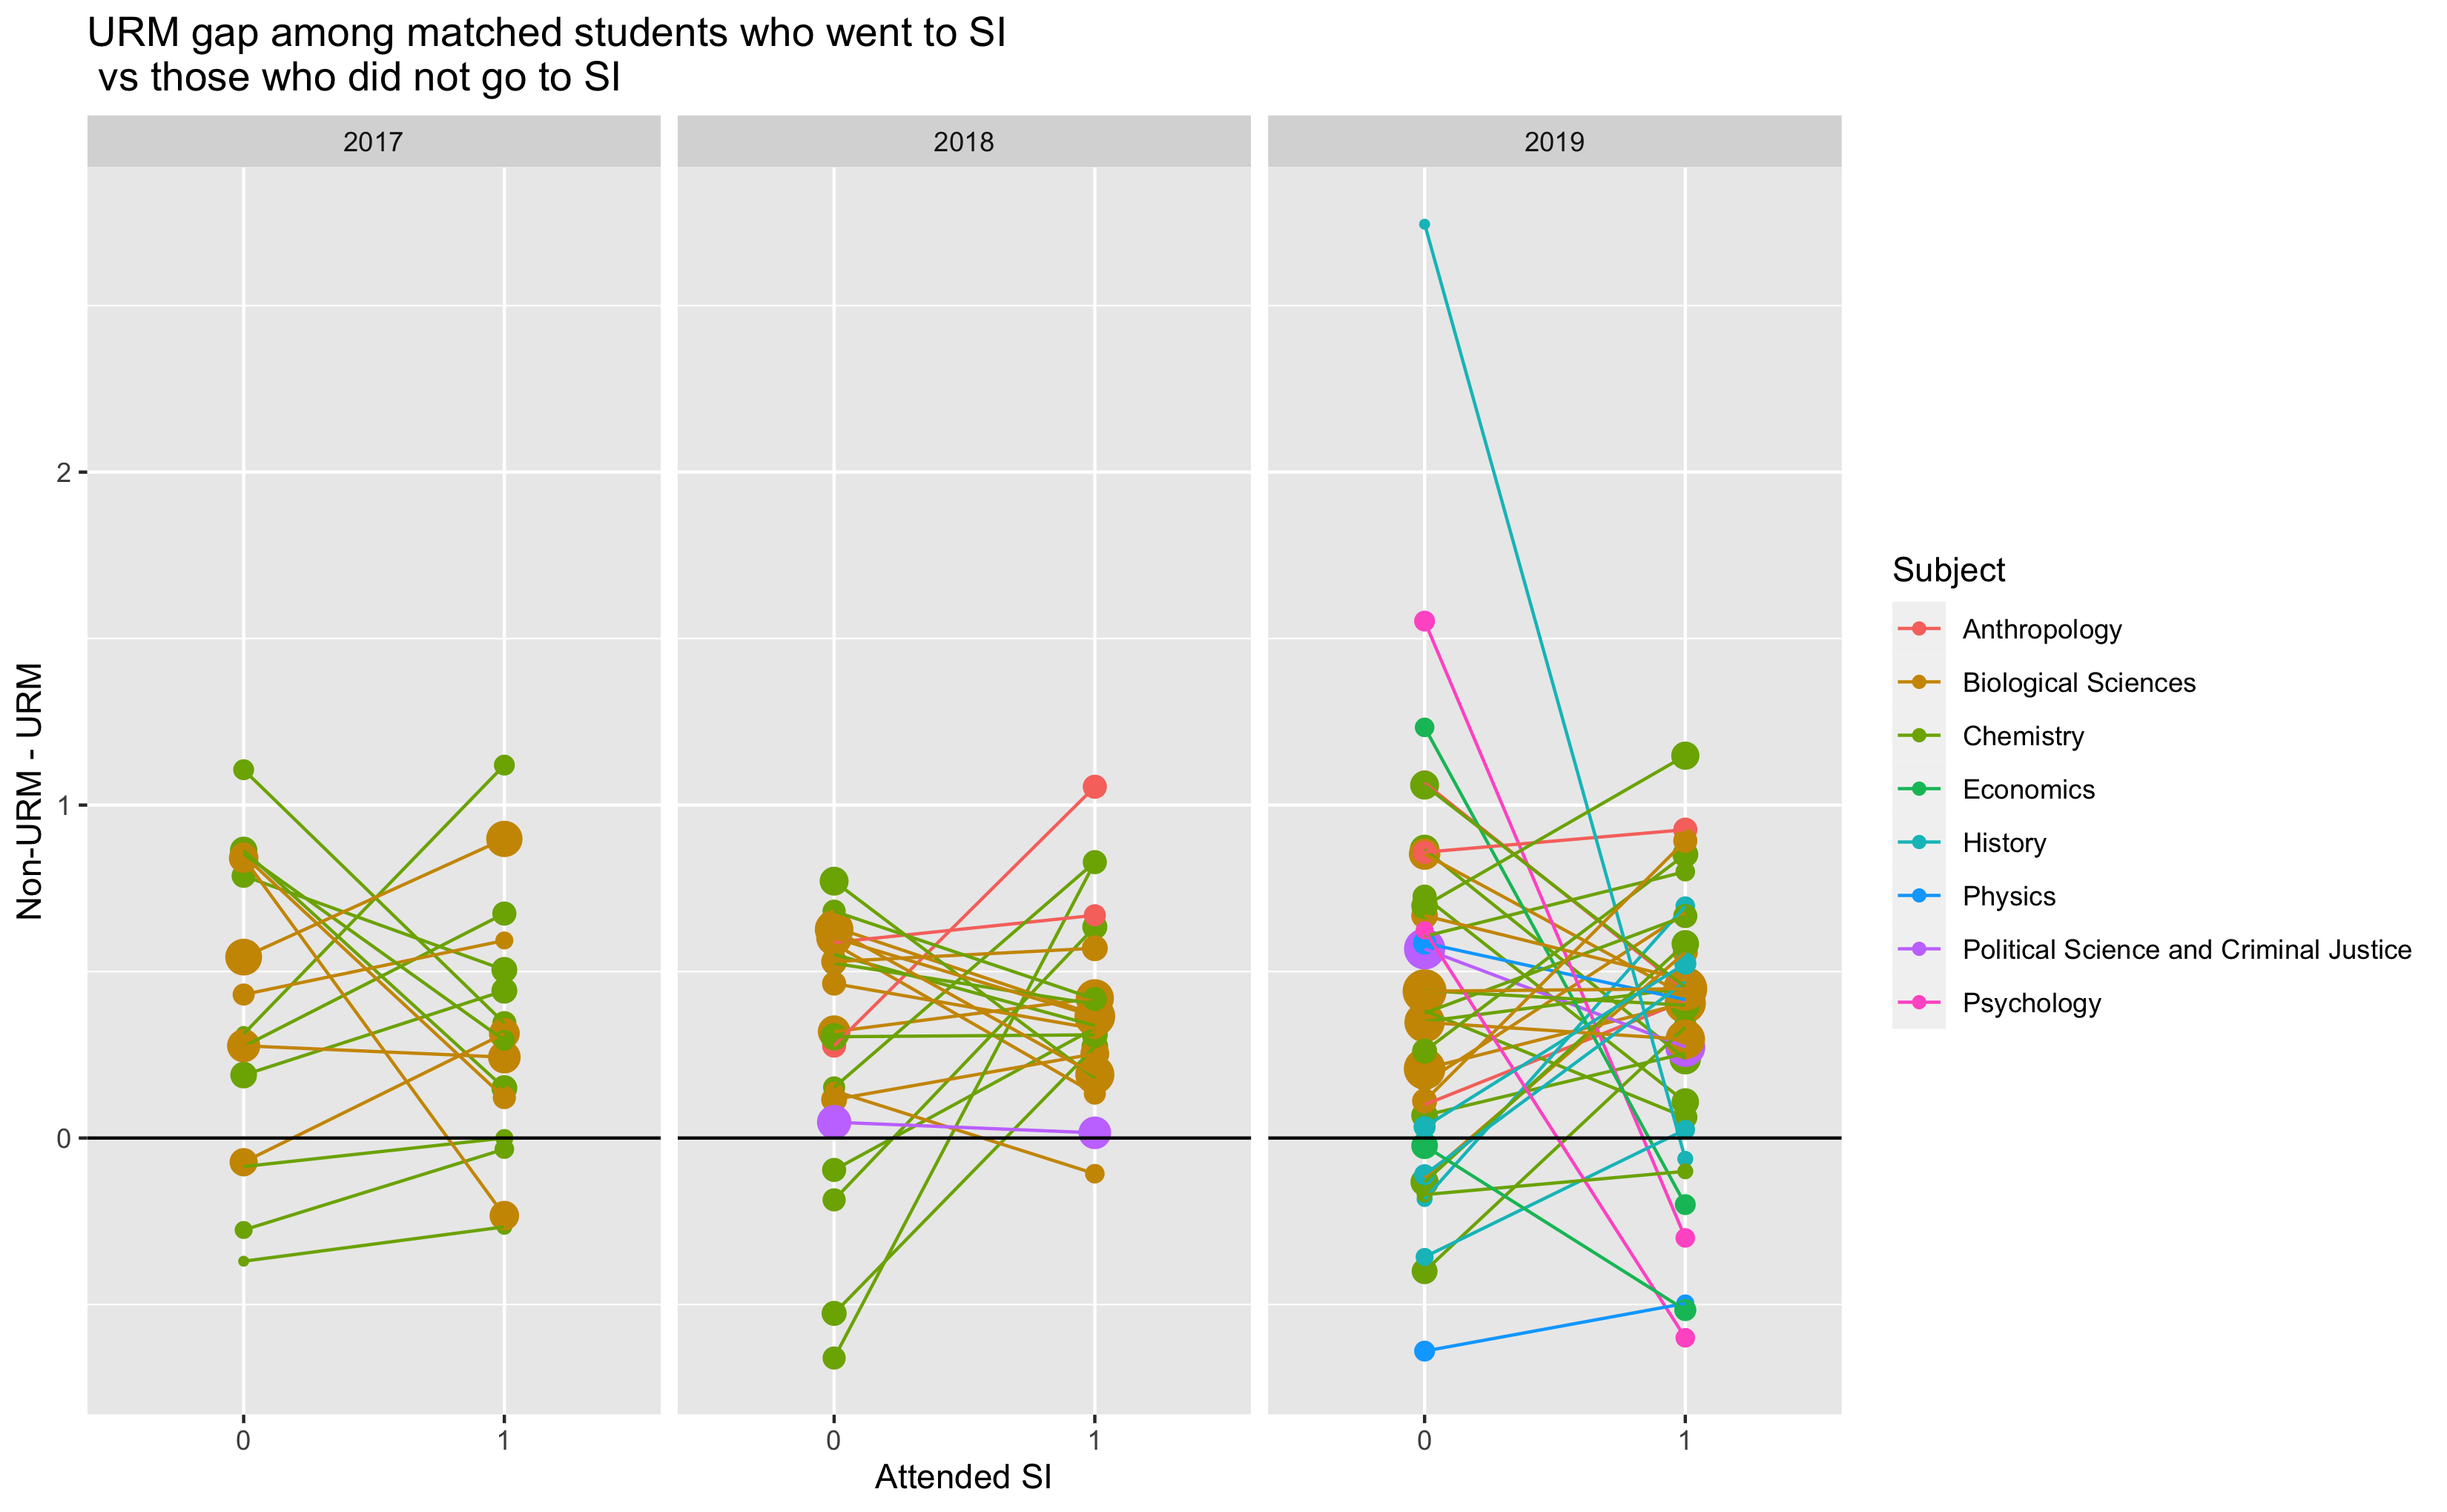 URM gap among matched students who went to SI
vs those who did not go to SI
2017
2018
2019
Non-URM - URM
2
1
0
0
1
0
1
0
1
Attended SI
Subject
Anthropology
Biological Sciences
Chemistry
Economics
History
Physics
Political Science and Criminal Justice
Psychology